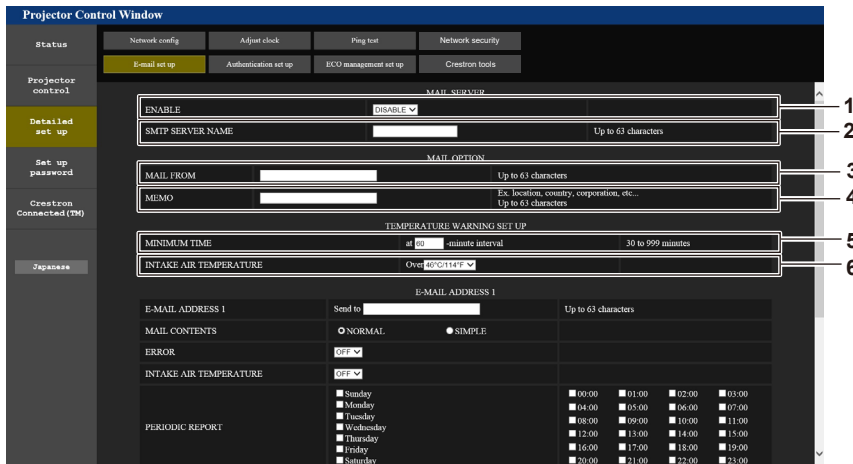 Projector Control Window
Status
Network config
Adjust clock
Ping test
Network security
E-mail set up
Authentication set up
ECO management set up
Crestron tools
Projector control
Detailed set up
Set up password
Crestron Connected(TM)
Japanese
MAIL SERVER
ENABLE DISABLE 1
SMTP SERVER NAME Up to 63 characters 2
MAIL OPTION
MAIL FROM Up to 63 characters 3
MEMO Ex. location, country, corporation, etc... 4
Up to 63 characters
TEMPERATURE WARNING SET UP
MINIMUM TIME at 60 -minute interval 30 to 999 minutes 5
INTAKE AIR TEMPERATURE Over 46°C/114°F 6
E-MAIL ADDRESS 1
E-MAIL ADDRESS 1 Send to Up to 63 characters
MAIL CONTENTS NORMAL SIMPLE
ERROR OFF
INTAKE AIR TEMPERATURE OFF
PERIODIC REPORT
Sunday
Monday
Tuesday
Wednesday
Thursday
Friday
Saturday
00:00 01:00 02:00 03:00
04:00 05:00 06:00 07:00
08:00 09:00 10:00 11:00
12:00 13:00 14:00 15:00
16:00 17:00 18:00 19:00
20:00 21:00 22:00 23:00